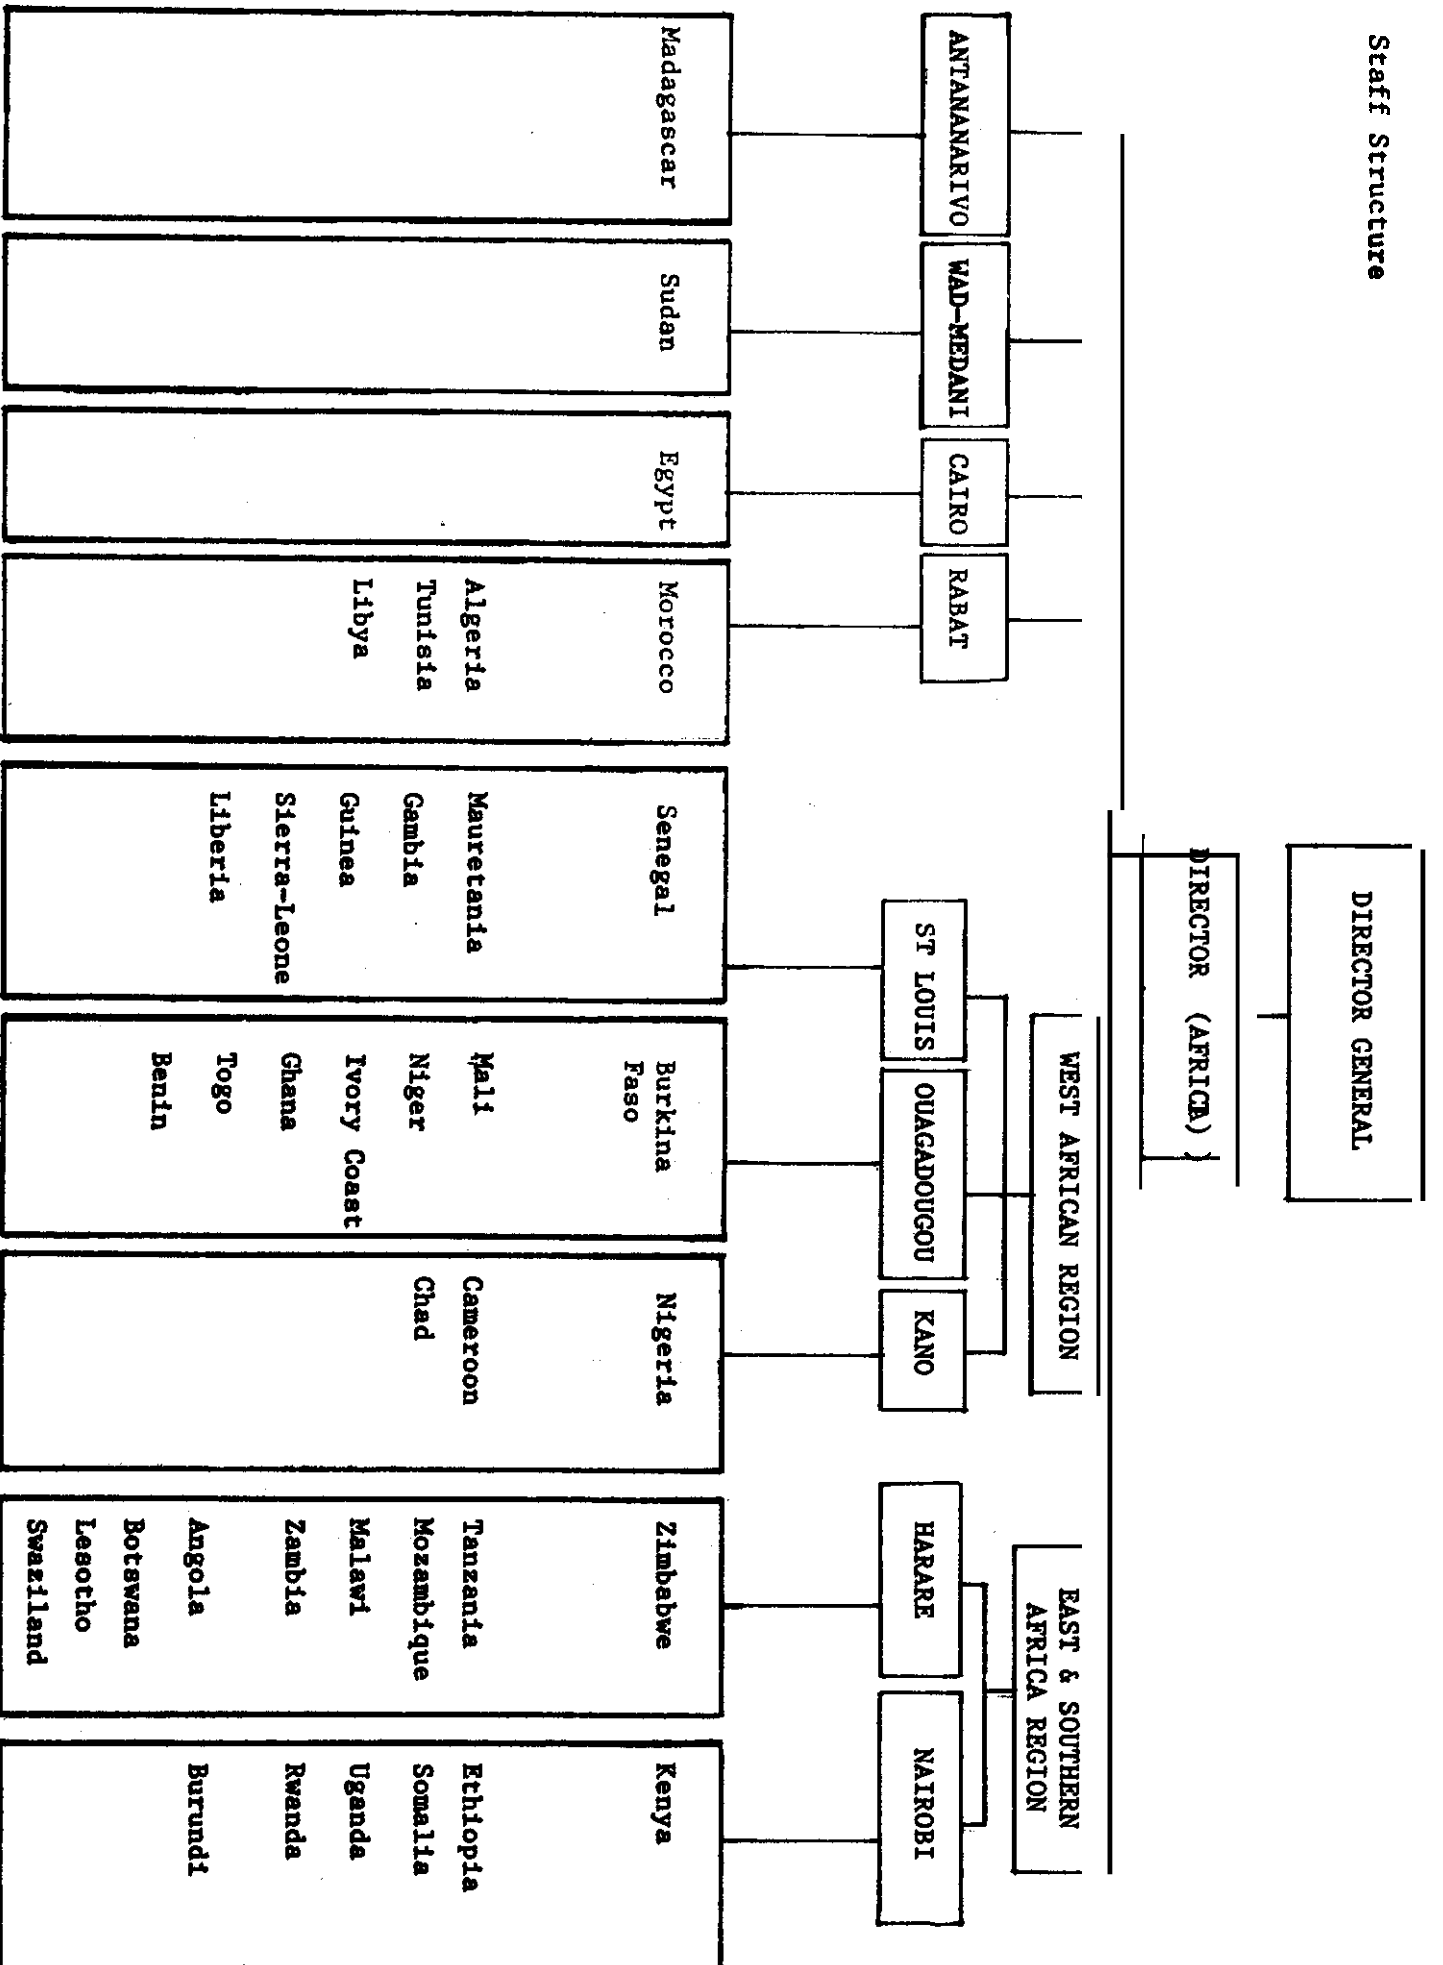 Staff Structure
DIRECTOR GENERAL
DIRECTOR (AFRICA)
WEST AFRICAN REGION
EAST & SOUTHERN
AFRICA REGION
ANTANANARIVO
WAD-MEDANI
CAIRO
RABAT
ST LOUIS
OUAGADOUGOU
KANO
HARARE
NAIROBI
Madagascar
Sudan
Egypt
Morocco
Algeria
Tunisia
Libya
Senegal
Mauretania
Gambia
Guinea
Sierra-Leone
Liberia
Burkina
Faso
Mali
Niger
Ivory Coast
Ghana
Togo
Benin
Nigeria
Cameroon
Chad
Zimbabwe
Tanzania
Mozambique
Malawi
Zambia
Angola
Botswana
Lesotho
Swaziland
Kenya
Ethiopia
Somalia
Uganda
Rwanda
Burundi